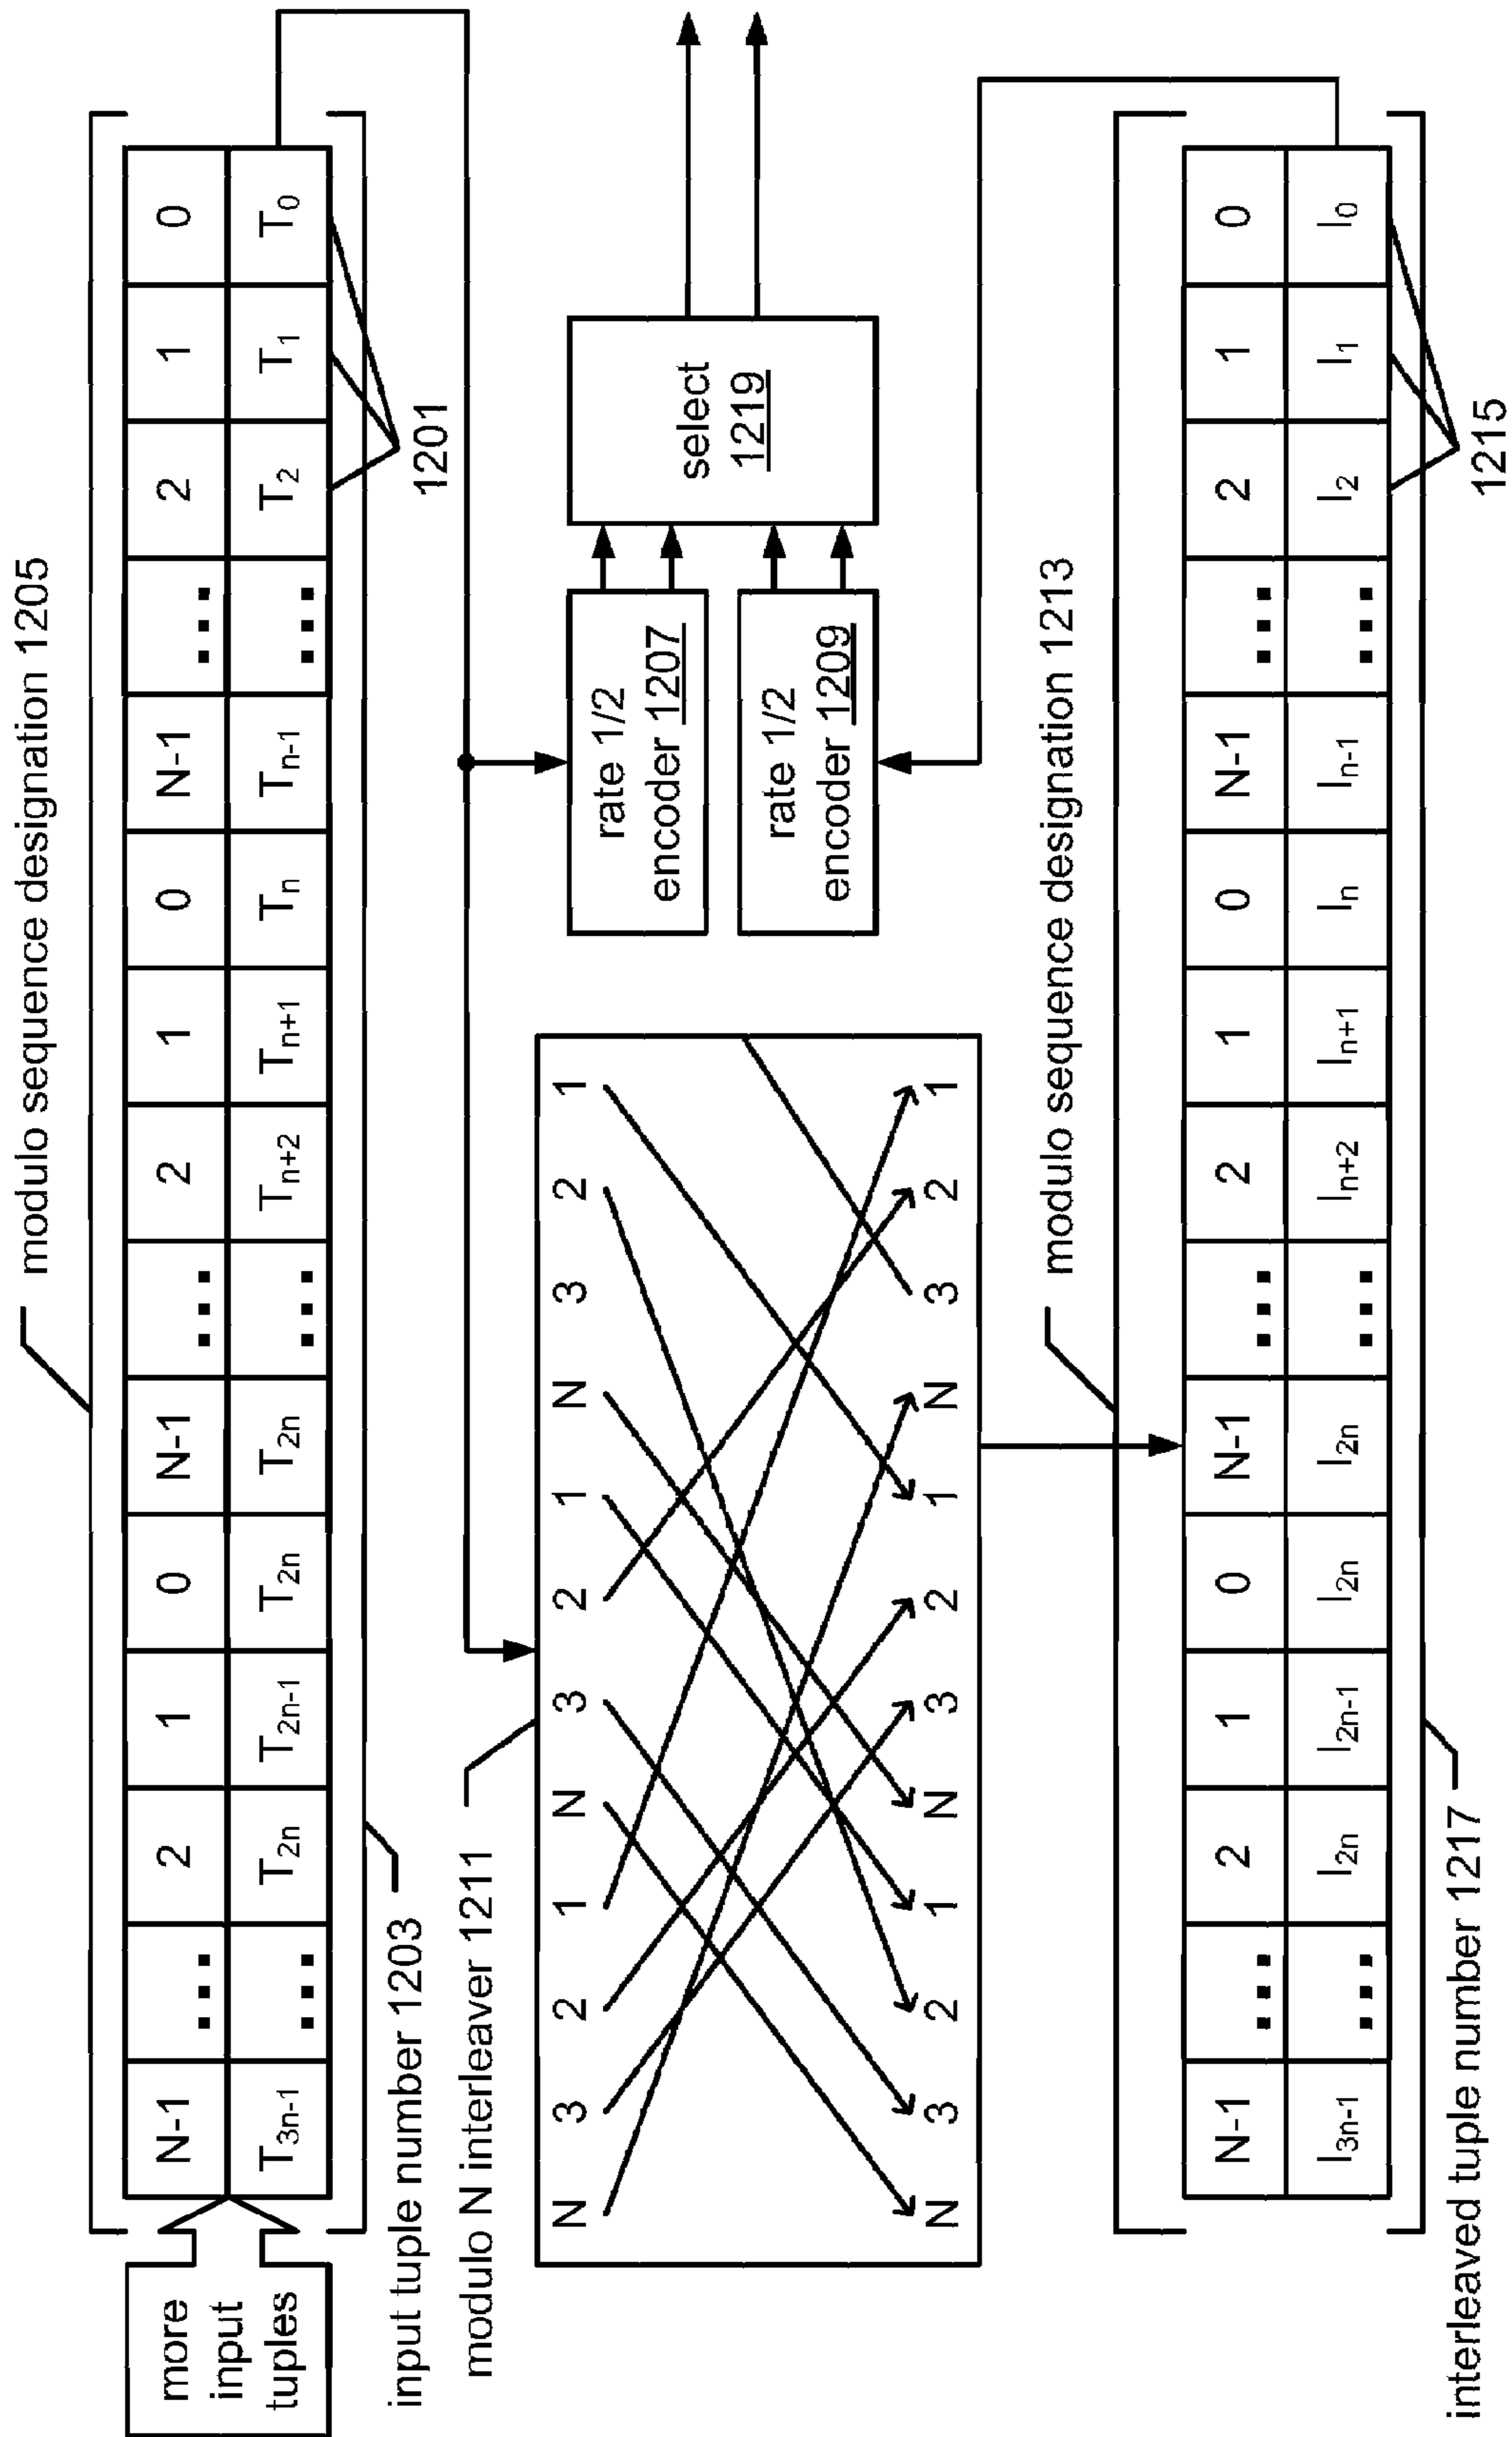 modulo sequence designation 1205
more
input
tuples
N-1 ... 2 1 0 N-1 ... 2 1 0 N-1 ... 2 1 0
T3n-1 ... T2n T2n-1 T2n T2n ... Tn+2 Tn+1 Tn Tn-1 ... T2 T1 T0
input tuple number 1203
1201
modulo N interleaver 1211
N 3 2 1 N 3 2 1 N 3 2 1
N 3 2 1 N 3 2 1 N 3 2 1
rate 1/2
encoder 1207
rate 1/2
encoder 1209
select
1219
modulo sequence designation 1213
N-1 ... 2 1 0 N-1 ... 2 1 0 N-1 ... 2 1 0
I3n-1 ... I2n I2n-1 I2n I2n ... In+2 In+1 In In-1 ... I2 I1 I0
interleaved tuple number 1217
1215